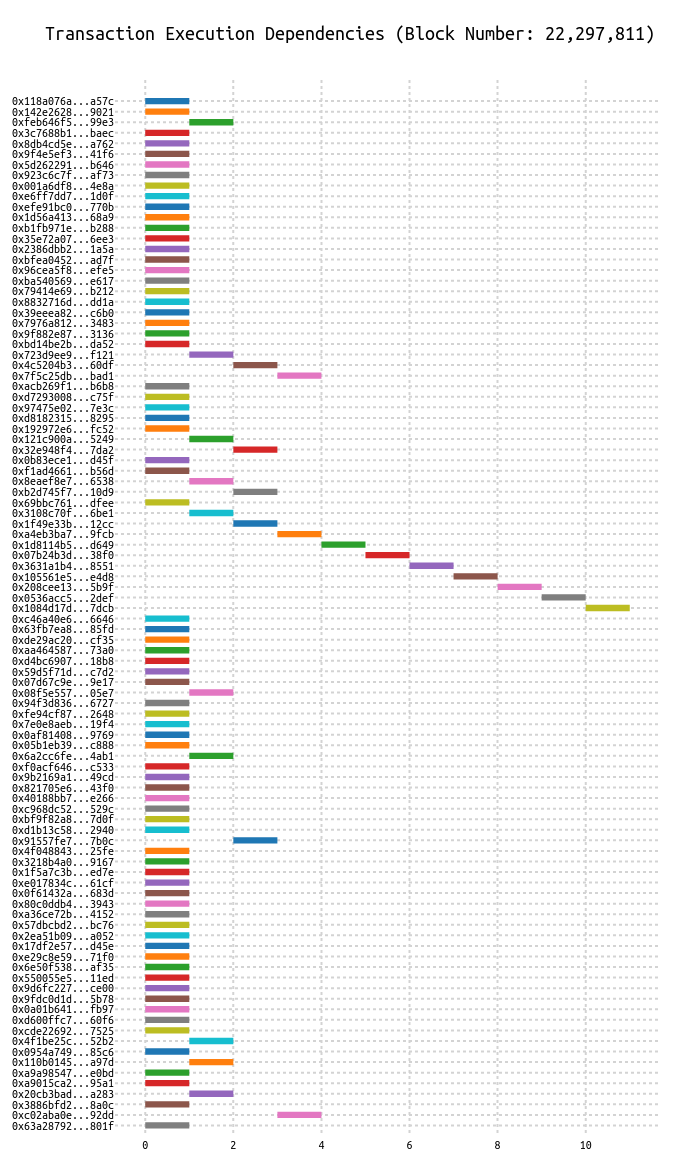 Transaction Execution Dependencies (Block Number: 22,297,811)
0x118a076a...a57c
0x142e2628...9021
0xfeb646f5...99e3
0x3c7688b1...baec
0x8db4cd5e...a762
0x9f4e5ef3...41f6
0x5d262291...b646
0x923c6c7f...af73
0x001a6df8...4e8a
0xe6ff7dd7...1d0f
0xefe91bc0...770b
0x1d56a413...68a9
0xb1fb971e...b288
0x35e72a07...6ee3
0x2386dbb2...1a5a
0xbfea0452...ad7f
0x96cea5f8...efe5
0xba540569...e617
0x79414e69...b212
0x8832716d...dd1a
0x39eeea82...c6b0
0x7976a812...3483
0x9f882e87...3136
0xbd14be2b...da52
0x723d9ee9...f121
0x4c5204b3...60df
0x7f5c25db...bad1
0xacb269f1...b6b8
0xd7293008...c75f
0x97475e02...7e3c
0xd8182315...8295
0x192972e6...fc52
0x121c900a...5249
0x32e948f4...7da2
0x0b83ece1...d45f
0xf1ad4661...b56d
0x8eaef8e7...6538
0xb2d745f7...10d9
0x69bbc761...dfee
0x3108c70f...6be1
0x1f49e33b...12cc
0xa4eb3ba7...9fcb
0x1d8114b5...d649
0x07b24b3d...38f0
0x3631a1b4...8551
0x105561e5...e4d8
0x208cee13...5b9f
0x0536acc5...2def
0x1084d17d...7dcb
0xc46a40e6...6646
0x63fb7ea8...85fd
0xde29ac20...cf35
0xaa464587...73a0
0xd4bc6907...18b8
0x59d5f71d...c7d2
0x07d67c9e...9e17
0x08f5e557...05e7
0x94f3d836...6727
0xfe94cf87...2648
0x7e0e8aeb...19f4
0x0af81408...9769
0x05b1eb39...c888
0x6a2cc6fe...4ab1
0xf0acf646...c533
0x9b2169a1...49cd
0x821705e6...43f0
0x40188bb7...e266
0xc968dc52...529c
0xbf9f82a8...7d0f
0xd1b13c58...2940
0x91557fe7...7b0c
0x4f048843...25fe
0x3218b4a0...9167
0x1f5a7c3b...ed7e
0xe017834c...61cf
0x0f61432a...683d
0x80c0ddb4...3943
0xa36ce72b...4152
0x57dbcbd2...bc76
0x2ea51b09...a052
0x17df2e57...d45e
0xe29c8e59...71f0
0x6e50f538...af35
0x550055e5...11ed
0x9d6fc227...ce00
0x9fdc0d1d...5b78
0x0a01b641...fb97
0xd600ffc7...60f6
0xcde22692...7525
0x4f1be25c...52b2
0x0954a749...85c6
0x110b0145...a97d
0xa9a98547...e0bd
0xa9015ca2...95a1
0x20cb3bad...a283
0x3886bfd2...8a0c
0xc02aba0e...92dd
0x63a28792...801f
0 2 4 6 8 10